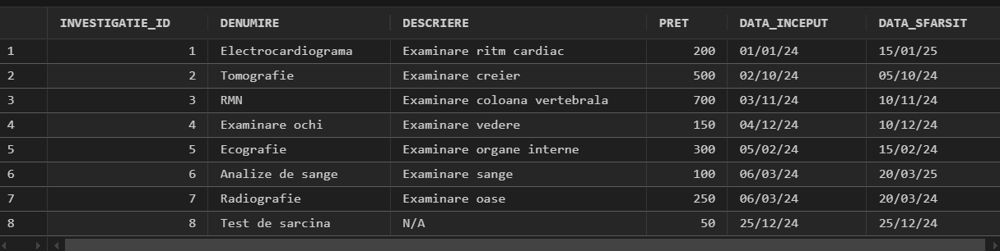 INVESTIGATIE_ID DENUMIRE DESCRIERE PRET DATA_INCEPUT DATA_SFARSIT
1 1 Electrocardiograma Examinare ritm cardiac 200 01/01/24 15/01/25
2 2 Tomografie Examinare creier 500 02/10/24 05/10/24
3 3 RMN Examinare coloana vertebrala 700 03/11/24 10/11/24
4 4 Examinare ochi Examinare vedere 150 04/12/24 10/12/24
5 5 Ecografie Examinare organe interne 300 05/02/24 15/02/24
6 6 Analize de sange Examinare sange 100 06/03/24 20/03/25
7 7 Radiografie Examinare oase 250 06/03/24 20/03/24
8 8 Test de sarcina N/A 50 25/12/24 25/12/24